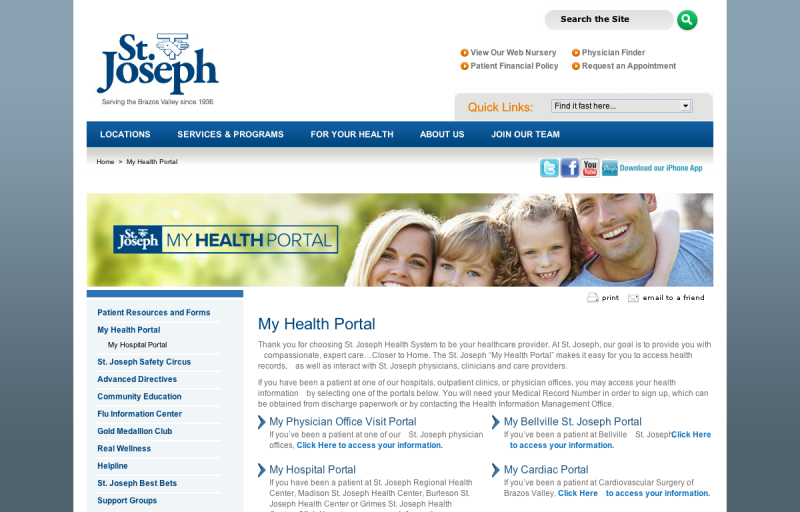 Search the Site
St.
Joseph
Serving the Brazos Valley since 1936
View Our Web Nursery
Physician Finder
Patient Financial Policy
Request an Appointment
Quick Links:
Find it fast here...
LOCATIONS SERVICES & PROGRAMS FOR YOUR HEALTH ABOUT US JOIN OUR TEAM
Home > My Health Portal
You
Tube
Download our iPhone App
St.
Joseph
MY HEALTH PORTAL
print email to a friend
Patient Resources and Forms
My Health Portal
My Hospital Portal
St. Joseph Safety Circus
Advanced Directives
Community Education
Flu Information Center
Gold Medallion Club
Real Wellness
Helpline
St. Joseph Best Bets
Support Groups
My Health Portal
Thank you for choosing St. Joseph Health System to be your healthcare provider. At St. Joseph, our goal is to provide you with
compassionate, expert care…Closer to Home. The St. Joseph "My Health Portal" makes it easy for you to access health
records, as well as interact with St. Joseph physicians, clinicians and care providers.
If you have been a patient at one of our hospitals, outpatient clinics, or physician offices, you may access your health
information by selecting one of the portals below. You will need your Medical Record Number in order to sign up, which can
be obtained from discharge paperwork or by contacting the Health Information Management Office.
My Physician Office Visit Portal
If you've been a patient at one of our St. Joseph physician
offices, Click Here to access your information.
My Bellville St. Joseph Portal
If you've been a patient at Bellville St. Joseph Click Here
to access your information.
My Hospital Portal
If you have been a patient at St. Joseph Regional Health
Center, Madison St. Joseph Health Center, Burleson St.
Joseph Health Center or Grimes St. Joseph Health
My Cardiac Portal
If you've been a patient at Cardiovascular Surgery of
Brazos Valley, Click Here to access your information.